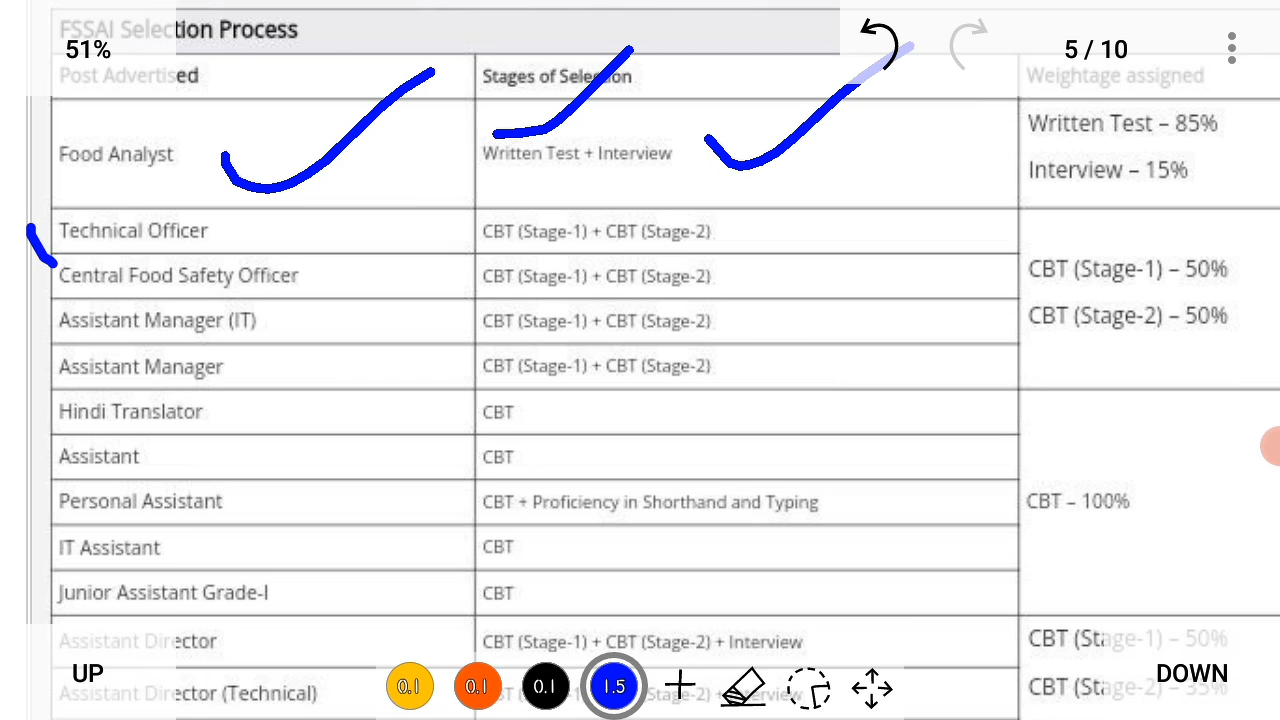 FSSAI Selection Process
51%
5 / 10
Post Advertised Stages of Selection Weightage assigned
Food Analyst Written Test + Interview Written Test – 85%
Interview – 15%
Technical Officer CBT (Stage-1) + CBT (Stage-2)
Central Food Safety Officer CBT (Stage-1) + CBT (Stage-2) CBT (Stage-1) – 50%
Assistant Manager (IT) CBT (Stage-1) + CBT (Stage-2) CBT (Stage-2) – 50%
Assistant Manager CBT (Stage-1) + CBT (Stage-2)
Hindi Translator CBT
Assistant CBT
Personal Assistant CBT + Proficiency in Shorthand and Typing CBT – 100%
IT Assistant CBT
Junior Assistant Grade-I CBT
Assistant Director CBT (Stage-1) + CBT (Stage-2) + Interview CBT (Stage-1) – 50%
UP 0.1 0.1 0.1 1.5 DOWN
Assistant Director (Technical) Stage-2) + Interview CBT (Stage-2) – 35%